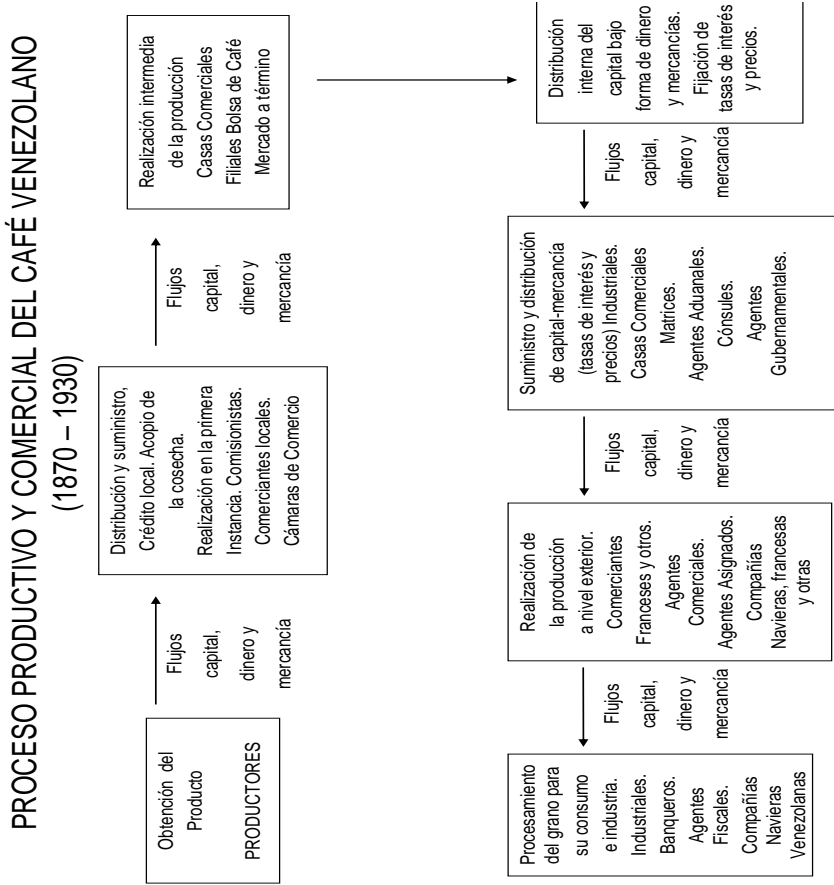 PROCESO PRODUCTIVO Y COMERCIAL DEL CAFÉ VENEZOLANO
(1870 – 1930)
Obtención del
Producto
PRODUCTORES
Flujos
capital,
dinero y
mercancía
Distribución y suministro,
Crédito local. Acopio de
la cosecha.
Realización en la primera
Instancia. Comisionistas.
Comerciantes locales.
Cámaras de Comercio
Flujos
capital,
dinero y
mercancía
Realización intermedia
de la producción
Casas Comerciales
Filiales Bolsa de Café
Mercado a término
Distribución
interna del
capital bajo
forma de dinero
y mercancías.
Fijación de
tasas de interés
y precios.
Flujos
capital,
dinero y
mercancía
Suministro y distribución
de capital-mercancía
(tasas de interés y
precios) Industriales.
Casas Comerciales
Matrices.
Agentes Aduanales.
Cónsules.
Agentes
Gubernamentales.
Flujos
capital,
dinero y
mercancía
Realización de
la producción
a nivel exterior.
Comerciantes
Franceses y otros.
Agentes
Comerciales.
Agentes Asignados.
Compañías
Navieras, francesas
y otras
Flujos
capital,
dinero y
mercancía
Procesamiento
del grano para
su consumo
e industria.
Industriales.
Banqueros.
Agentes
Fiscales.
Compañías
Navieras
Venezolanas